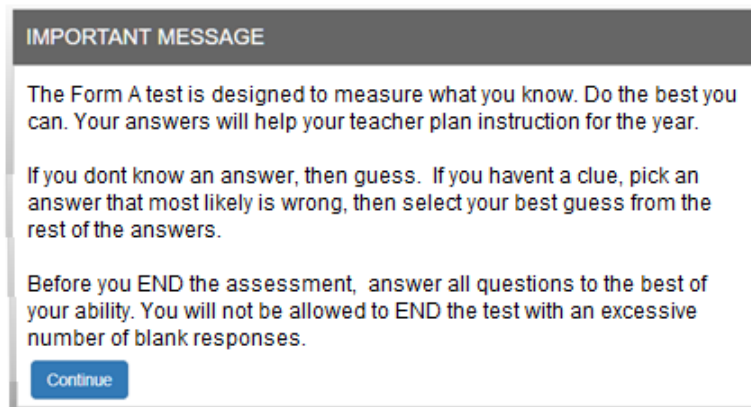 IMPORTANT MESSAGE
The Form A test is designed to measure what you know. Do the best you
can. Your answers will help your teacher plan instruction for the year.
If you dont know an answer, then guess.  If you havent a clue, pick an
answer that most likely is wrong, then select your best guess from the
rest of the answers.
Before you END the assessment,  answer all questions to the best of
your ability. You will not be allowed to END the test with an excessive
number of blank responses.
Continue